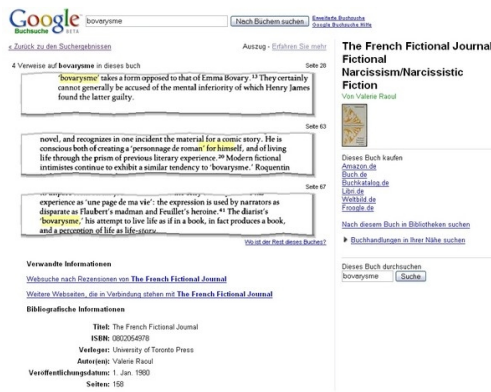 Google
Buchsuche BETA
bovarysme
Nach Büchern suchen
Erweiterte Buchsuche
Google Buchsuche Hilfe
« Zurück zu den Suchergebnissen
Auszug - Erfahren Sie mehr
4 Verweise auf bovarysme in dieses buch
Seite 28
'bovarysme' takes a form opposed to that of Emma Bovary.¹³ They certainly
cannot generally be accused of the mental inferiority of which Henry James
found the latter guilty.
Seite 63
novel, and recognizes in one incident the material for a comic story. He is
conscious both of creating a 'personnage de roman' for himself, and of living
life through the prism of previous literary experience.²⁰ Modern fictional
intimistes continue to exhibit a similar tendency to 'bovarysme.' Roquentin
Seite 67
experience as 'une page de ma vie': the expression is used by narrators as
disparate as Flaubert's madman and Feuillet's heroine.⁴¹ The diarist's
'bovarysme,' his attempt to live life as if in a book, in fact produces a book,
and a perception of life as life-story.
Wo ist der Rest dieses Buches?
Verwandte Informationen
Websuche nach Rezensionen von The French Fictional Journal
Weitere Webseiten, die in Verbindung stehen mit The French Fictional Journal
Bibliografische Informationen
Titel: The French Fictional Journal
ISBN: 0802054978
Verleger: University of Toronto Press
Autor(en): Valerie Raoul
Veröffentlichungsdatum: 1. Jan. 1980
Seiten: 158
The French Fictional Journal
Fictional
Narcissism/Narcissistic
Fiction
Von Valerie Raoul
Dieses Buch kaufen
Amazon.de
Buch.de
Buchkatalog.de
Libri.de
Weltbild.de
Froogle.de
Nach diesem Buch in Bibliotheken suchen
Buchhandlungen in Ihrer Nähe suchen
Dieses Buch durchsuchen
bovarysme
Suche